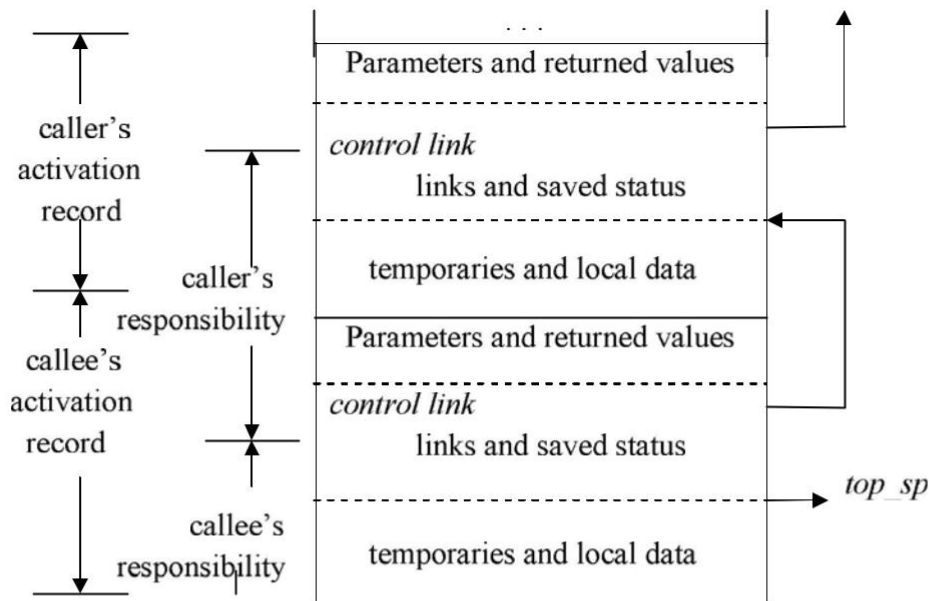 . . .
Parameters and returned values
control link
links and saved status
temporaries and local data
Parameters and returned values
control link
links and saved status
temporaries and local data
caller's
activation
record
callee's
activation
record
caller's
responsibility
callee's
responsibility
top_sp